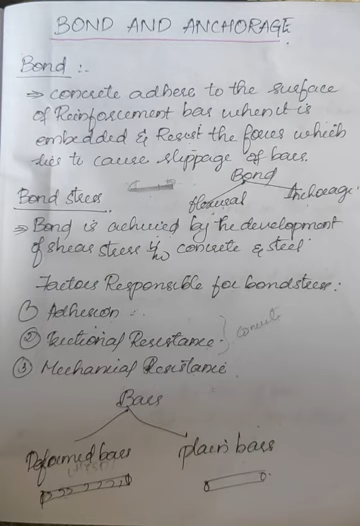 BOND AND ANCHORAGE
Bond :-
⇒ concrete adhere to the surface
of Reinforcement bar when it is
embedded & Resist the forces which
ties to cause slippage of bars.
Bond
flexural Anchorage
Bond stress
⇒ Bond is achieved by the development
of shear stress b/w concrete & steel.
Factors Responsible for bond stress:
① Adhesion :-
② Frictional Resistance.
③ Mechanical Resistance.
Bars
Deformed bars plain bars